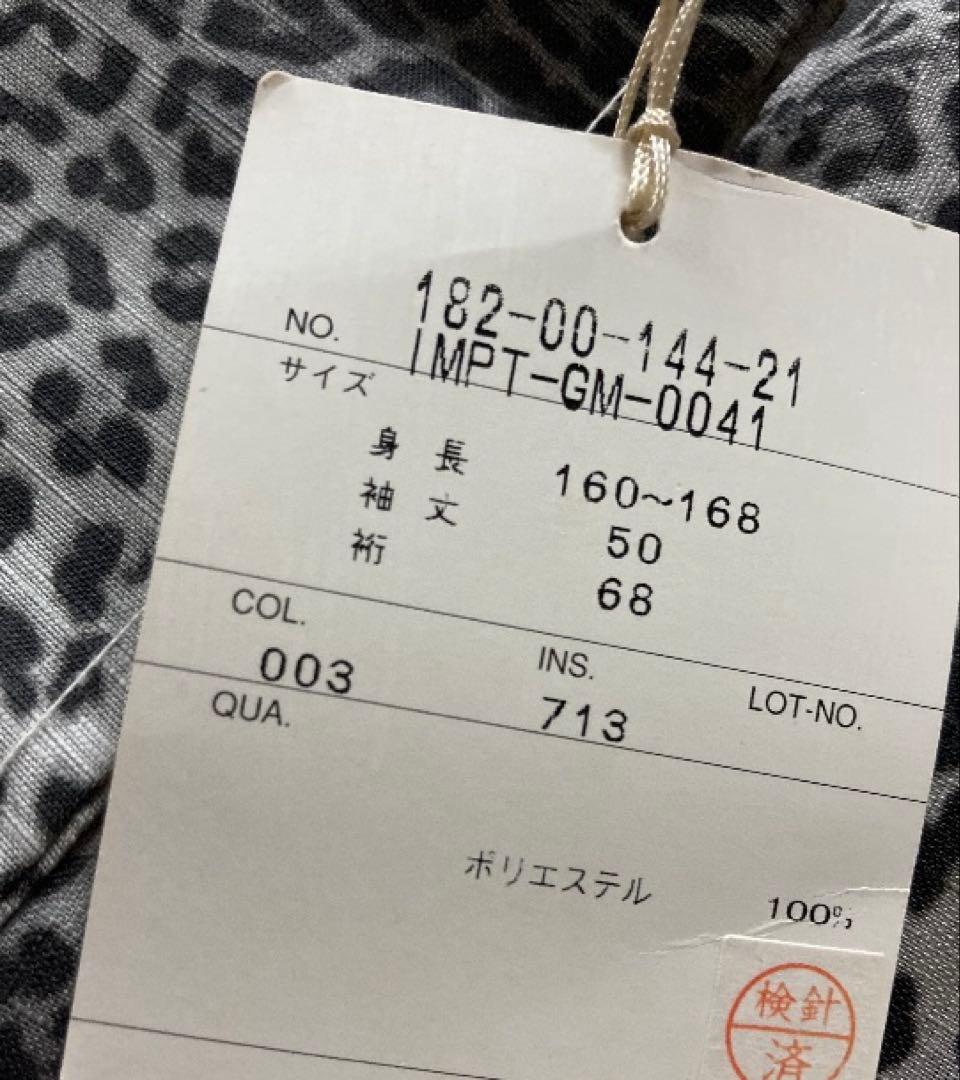 NO. 182-00-144-21
IMPT-GM-0041
サイズ
身長 160~168
袖丈 50
裄 68
COL. INS. LOT-NO.
003 713
QUA.
ポリエステル 100%
検針
済